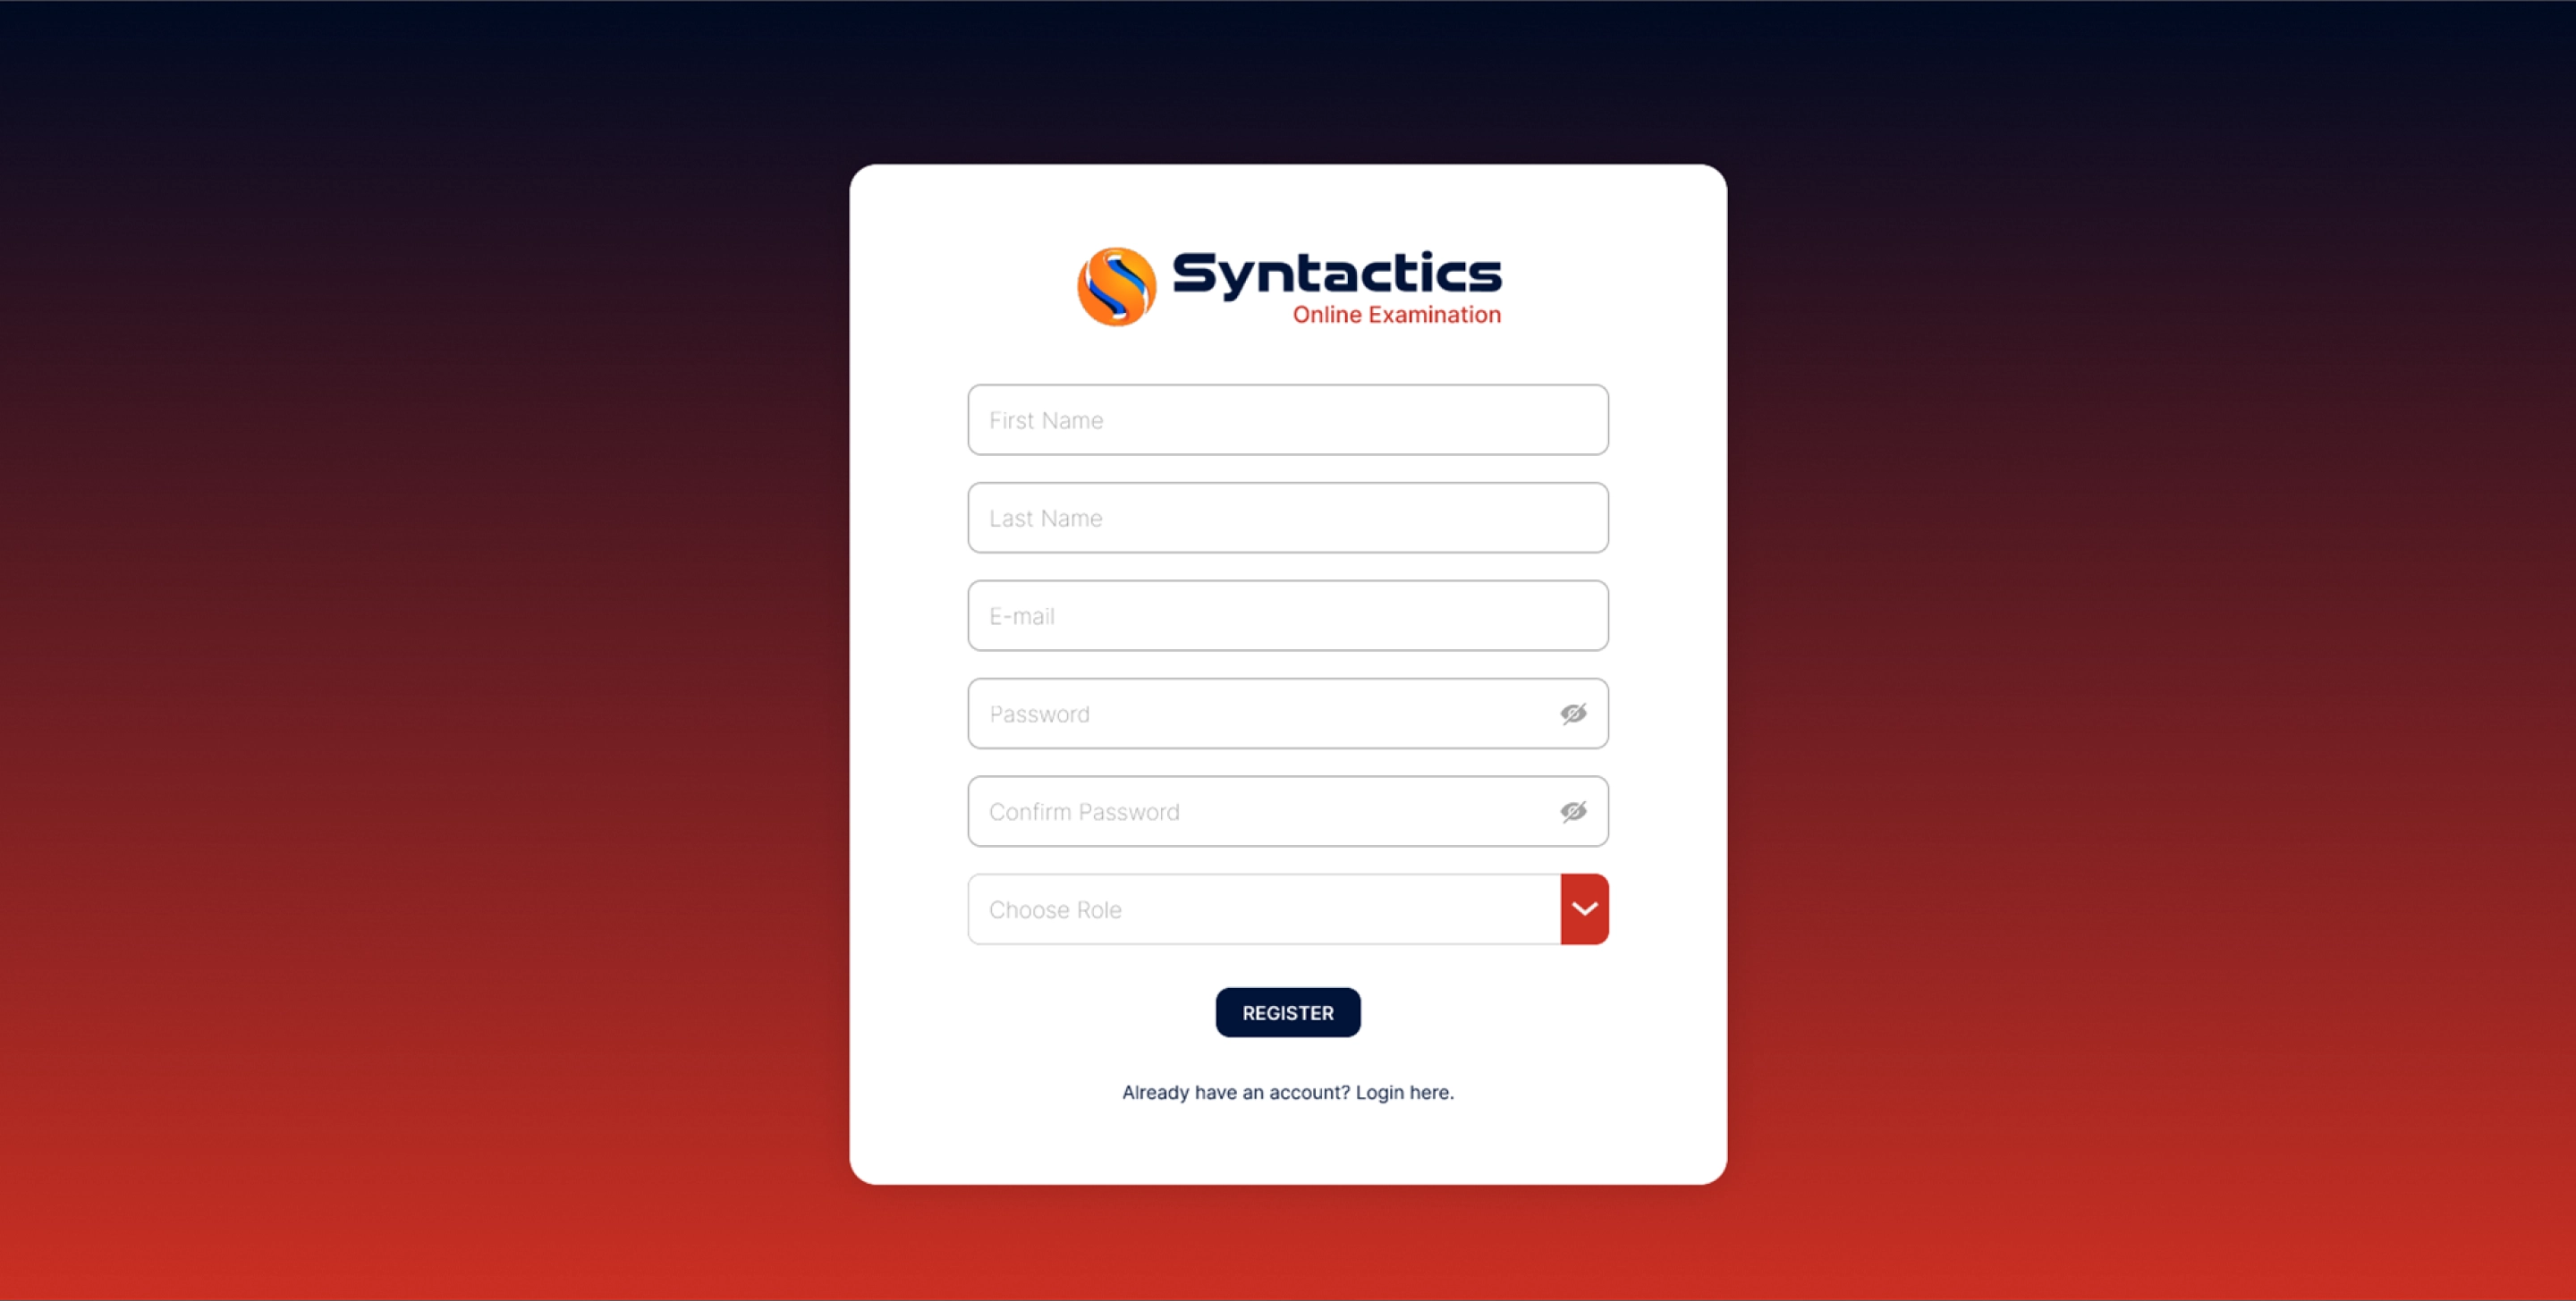 Syntactics
Online Examination
First Name
Last Name
E-mail
Password
Confirm Password
Choose Role
REGISTER
Already have an account? Login here.